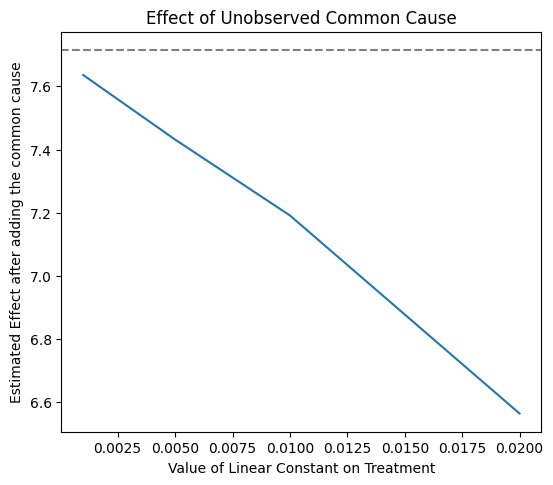 Effect of Unobserved Common Cause
Estimated Effect after adding the common cause
7.6
7.4
7.2
7.0
6.8
6.6
0.0025 0.0050 0.0075 0.0100 0.0125 0.0150 0.0175 0.0200
Value of Linear Constant on Treatment